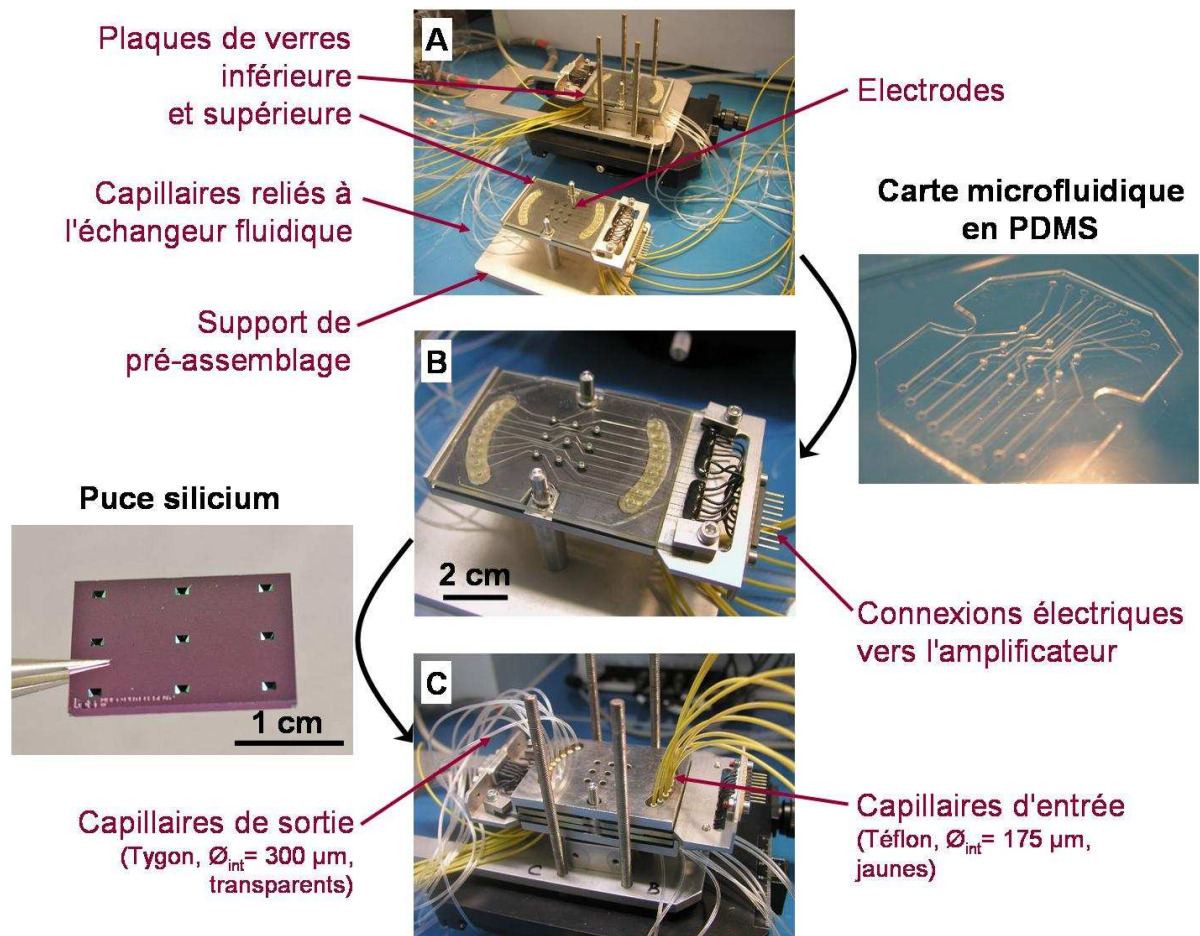 Plaques de verres
inférieure
et supérieure
A
Electrodes
Capillaires reliés à
l'échangeur fluidique
Carte microfluidique
en PDMS
Support de
pré-assemblage
B
2 cm
Puce silicium
1 cm
Connexions électriques
vers l'amplificateur
C
Capillaires de sortie
(Tygon, Øint= 300 µm,
transparents)
Capillaires d'entrée
(Téflon, Øint= 175 µm,
jaunes)
C
B